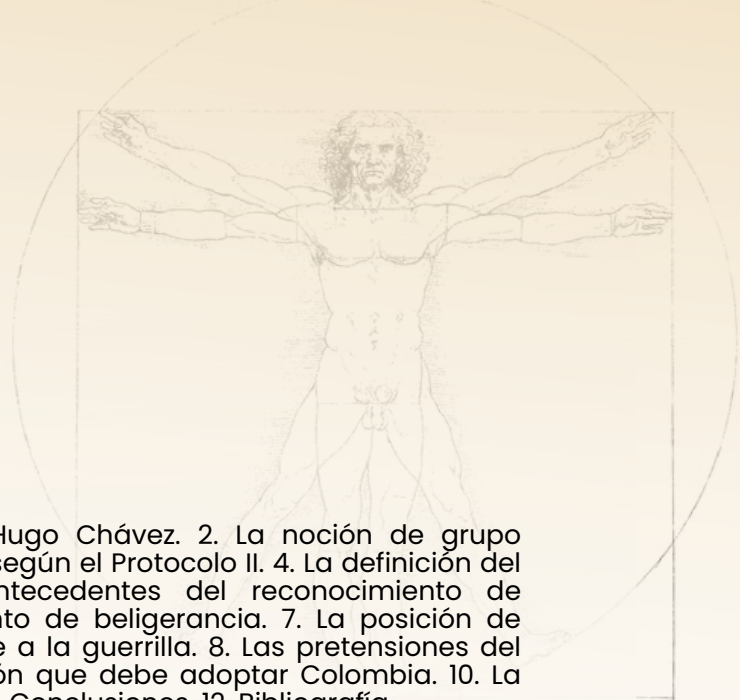 Hugo Chávez. 2. La noción de grupo
según el Protocolo II. 4. La definición del
ntecedentes del reconocimiento de
nto de beligerancia. 7. La posición de
e a la guerrilla. 8. Las pretensiones del
ón que debe adoptar Colombia. 10. La
Conclusiones. 12. Bibliografía.